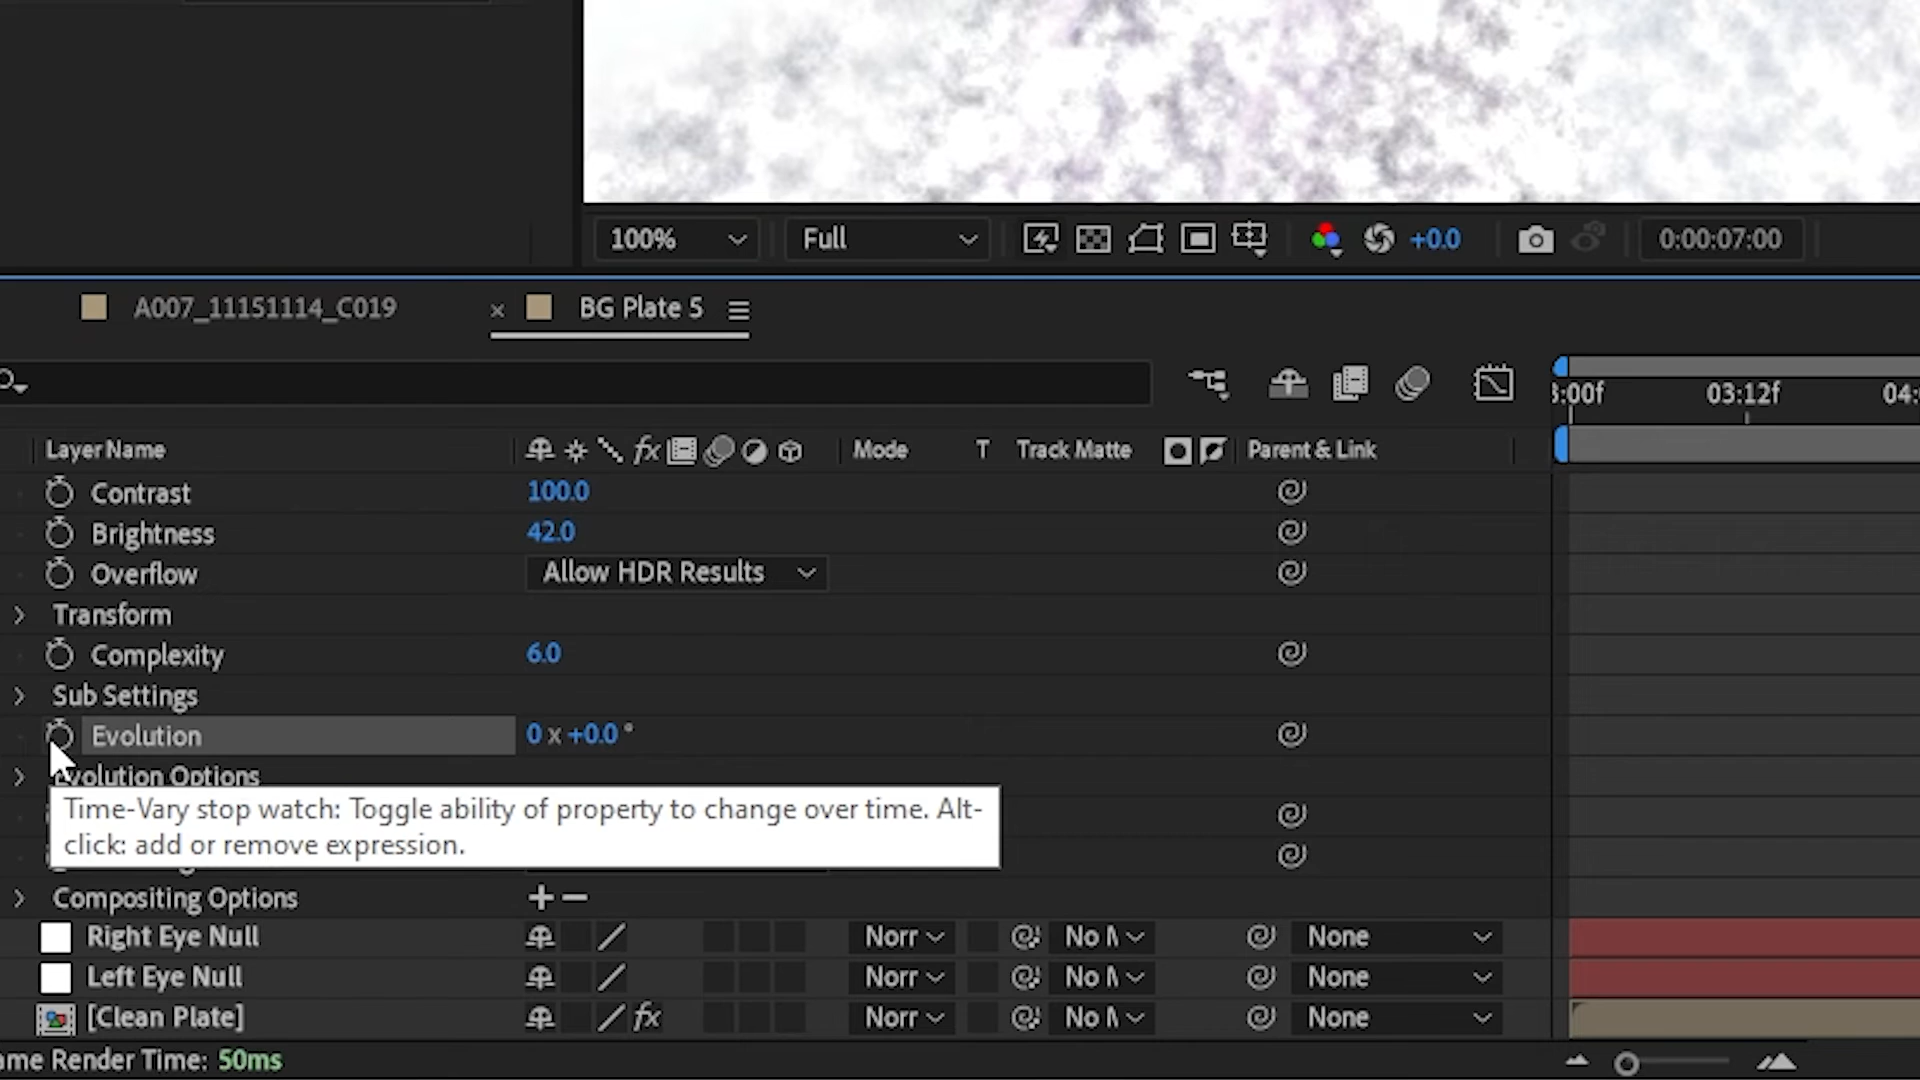 100% Full +0.0 0:00:07:00
A007_11151114_C019 × BG Plate 5
:00f 03:12f 04:
Layer Name fx Mode T Track Matte Parent & Link
Contrast 100.0
Brightness 42.0
Overflow Allow HDR Results
Transform
Complexity 6.0
Sub Settings
Evolution 0 x +0.0 °
Evolution Options
Time-Vary stop watch: Toggle ability of property to change over time. Alt-
click: add or remove expression.
Compositing Options + −
Right Eye Null Norr No None
Left Eye Null Norr No None
[Clean Plate] fx Norr No None
ame Render Time: 50ms